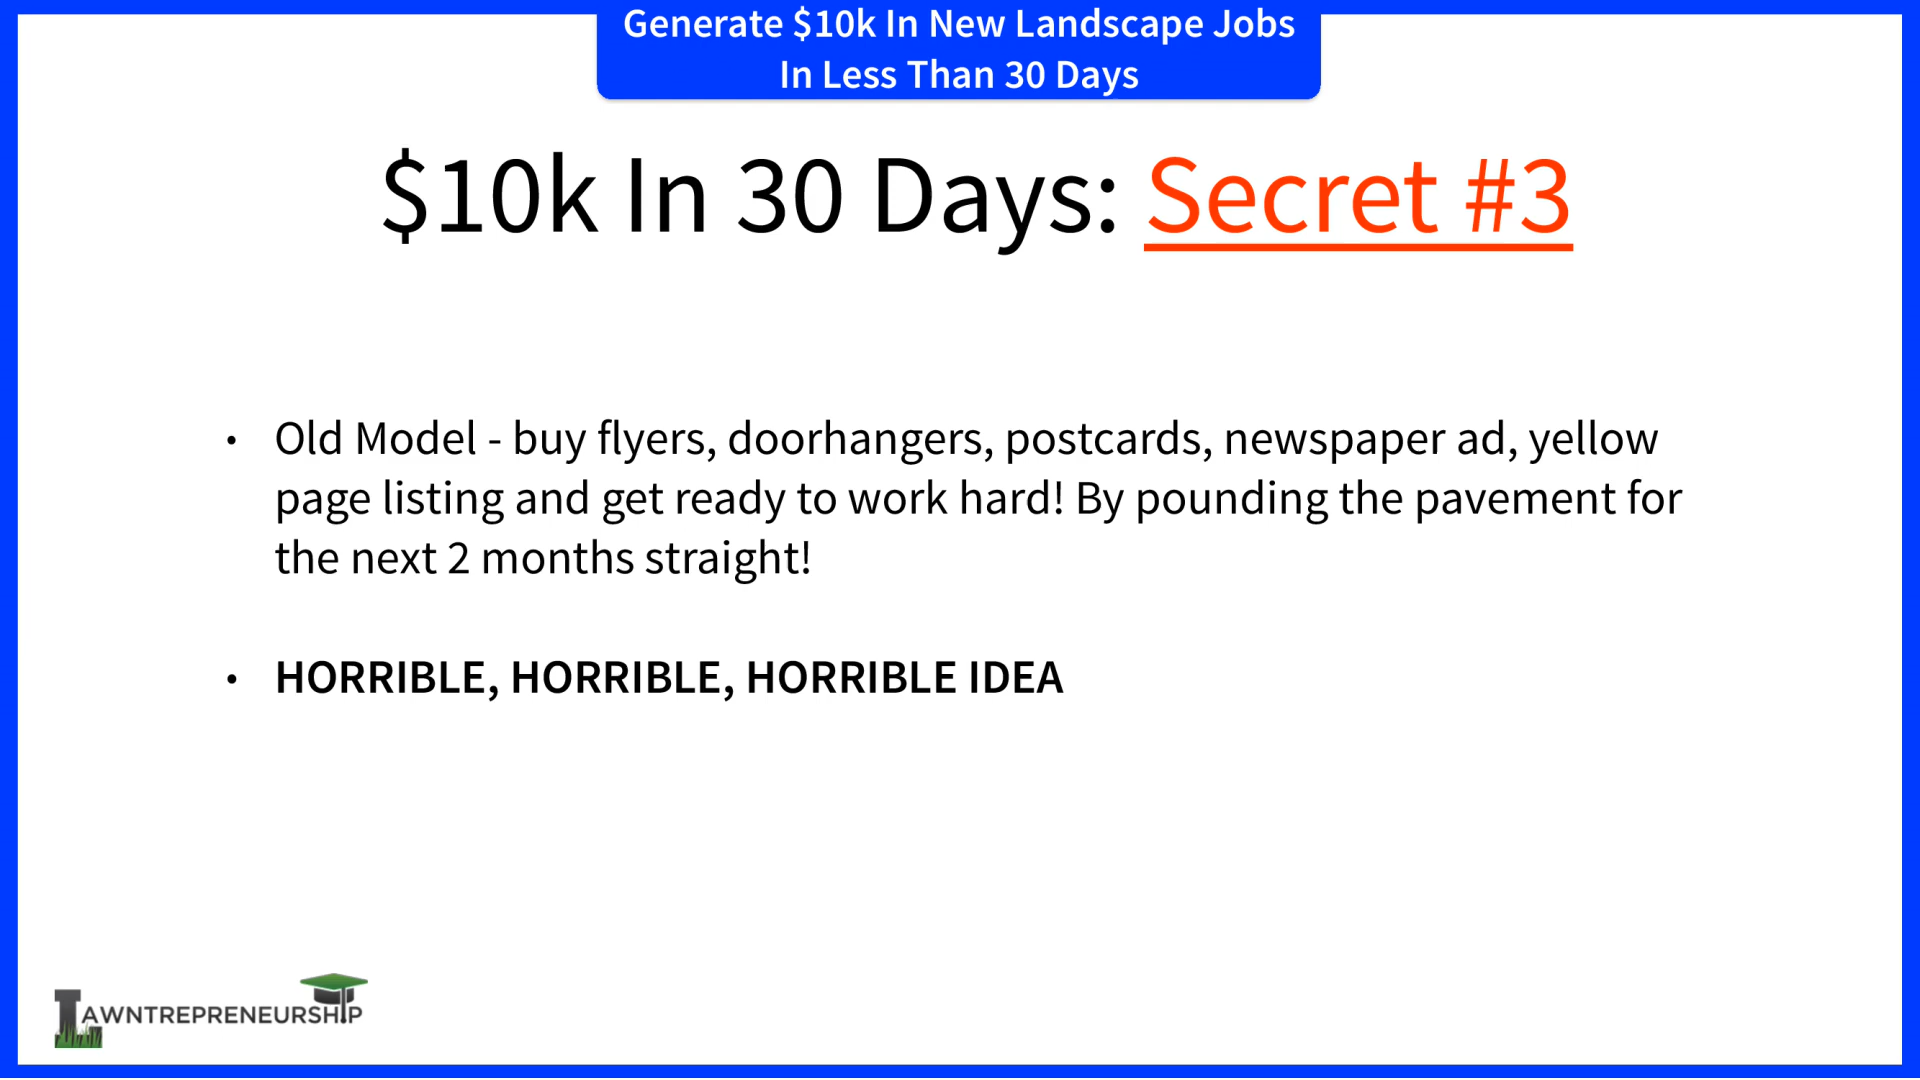 Generate $10k In New Landscape Jobs
In Less Than 30 Days
$10k In 30 Days: Secret #3
• Old Model - buy flyers, doorhangers, postcards, newspaper ad, yellow
page listing and get ready to work hard! By pounding the pavement for
the next 2 months straight!
• HORRIBLE, HORRIBLE, HORRIBLE IDEA
LAWNTREPRENEURSHIP